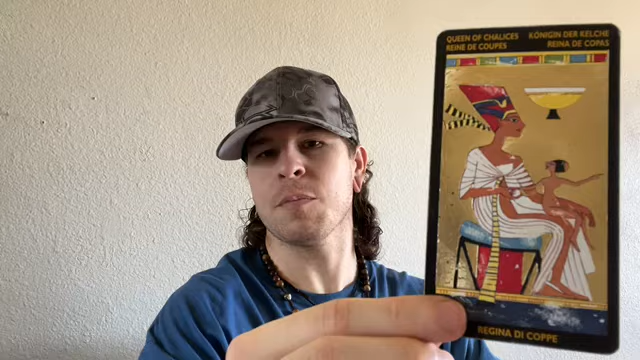 QUEEN OF CHALICES KÖNIGIN DER KELCHE
REINE DE COUPES REINA DE COPAS
REGINA DI COPPE